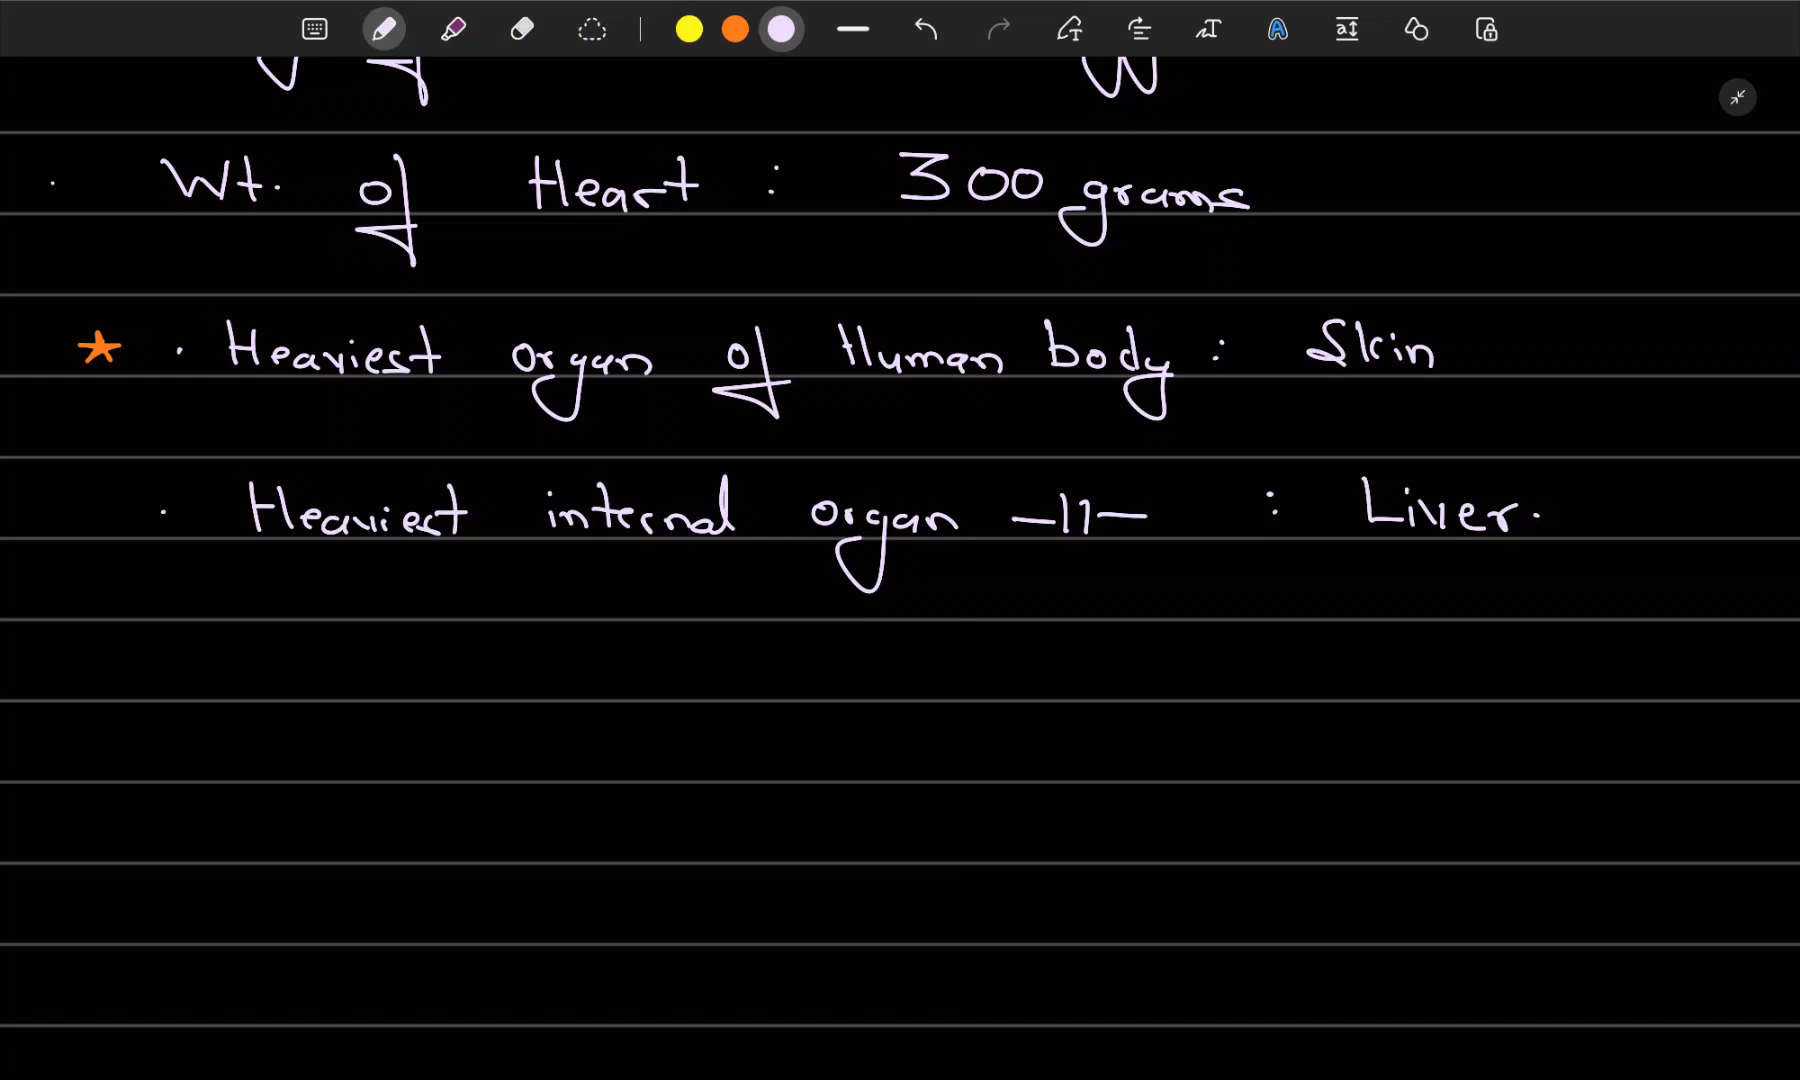 . Wt. of Heart : 300 grams
★ . Heaviest organ of Human body : Skin
. Heaviest internal organ —11— : Liver.